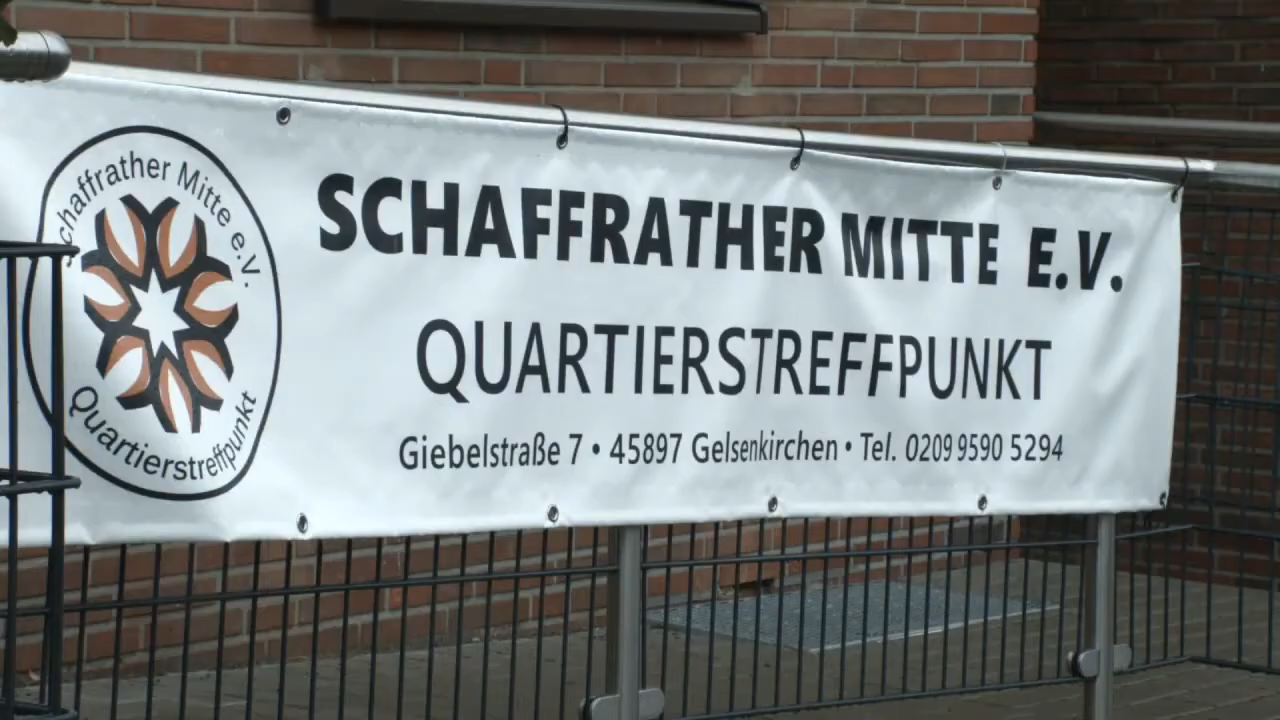 Schaffrather Mitte e.V.
Quartierstreffpunkt
SCHAFFRATHER MITTE E.V.
QUARTIERSTREFFPUNKT
Giebelstraße 7 • 45897 Gelsenkirchen • Tel. 0209 9590 5294